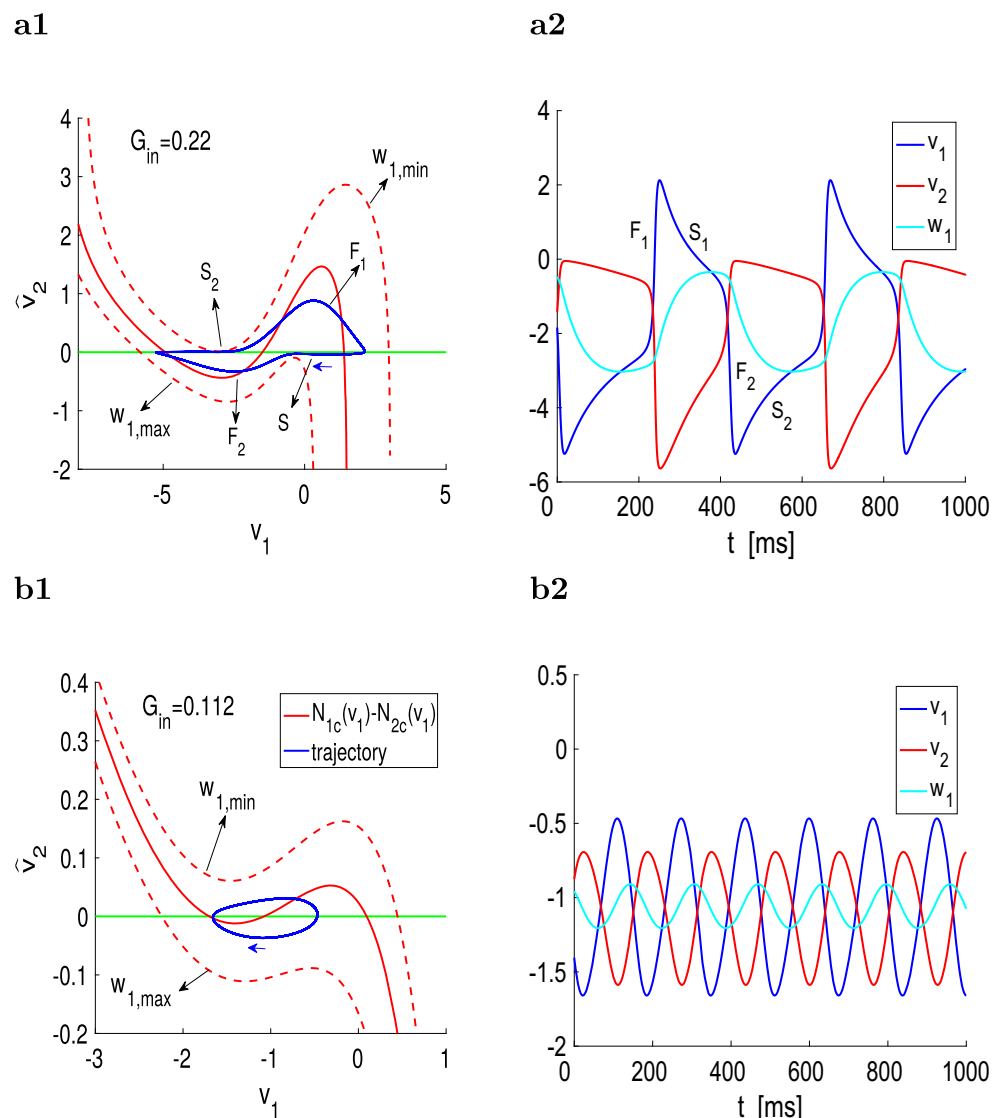 a1
G_in=0.22
w_1,min
F_1
S_2
w_1,max
F_2
S
v̂_2
4
3
2
1
0
-1
-2
-5
0
5
v_1
a2
v_1
v_2
w_1
F_1
S_1
F_2
S_2
4
2
0
-2
-4
-6
0
200
400
600
800
1000
t [ms]
b1
G_in=0.112
N_1c(v_1)-N_2c(v_1)
trajectory
w_1,min
w_1,max
v̂_2
0.4
0.3
0.2
0.1
0
-0.1
-0.2
-3
-2
-1
0
1
v_1
b2
v_1
v_2
w_1
0.5
0
-0.5
-1
-1.5
-2
0
200
400
600
800
1000
t [ms]